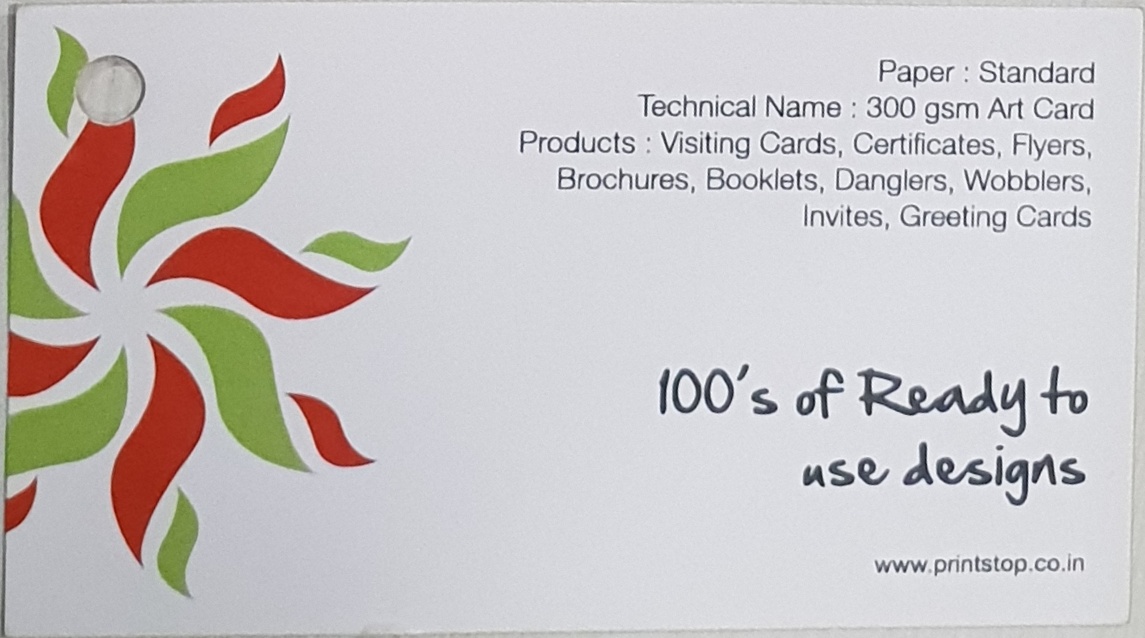 Paper : Standard
Technical Name : 300 gsm Art Card
Products : Visiting Cards, Certificates, Flyers,
Brochures, Booklets, Danglers, Wobblers,
Invites, Greeting Cards
100's of Ready to
use designs
www.printstop.co.in